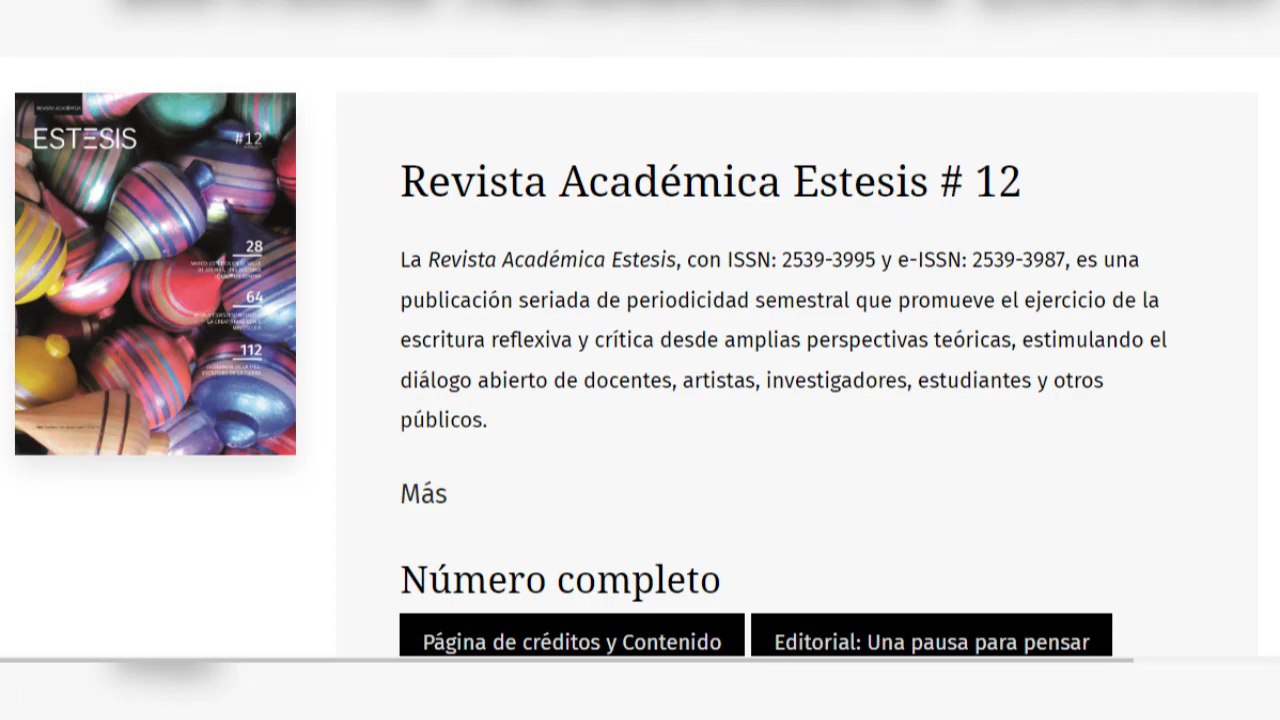 REVISTA ACADÉMICA
ESTESIS
#12
28
64
112
Revista Académica Estesis # 12
La Revista Académica Estesis, con ISSN: 2539-3995 y e-ISSN: 2539-3987, es una
publicación seriada de periodicidad semestral que promueve el ejercicio de la
escritura reflexiva y crítica desde amplias perspectivas teóricas, estimulando el
diálogo abierto de docentes, artistas, investigadores, estudiantes y otros
públicos.
Más
Número completo
Página de créditos y Contenido
Editorial: Una pausa para pensar